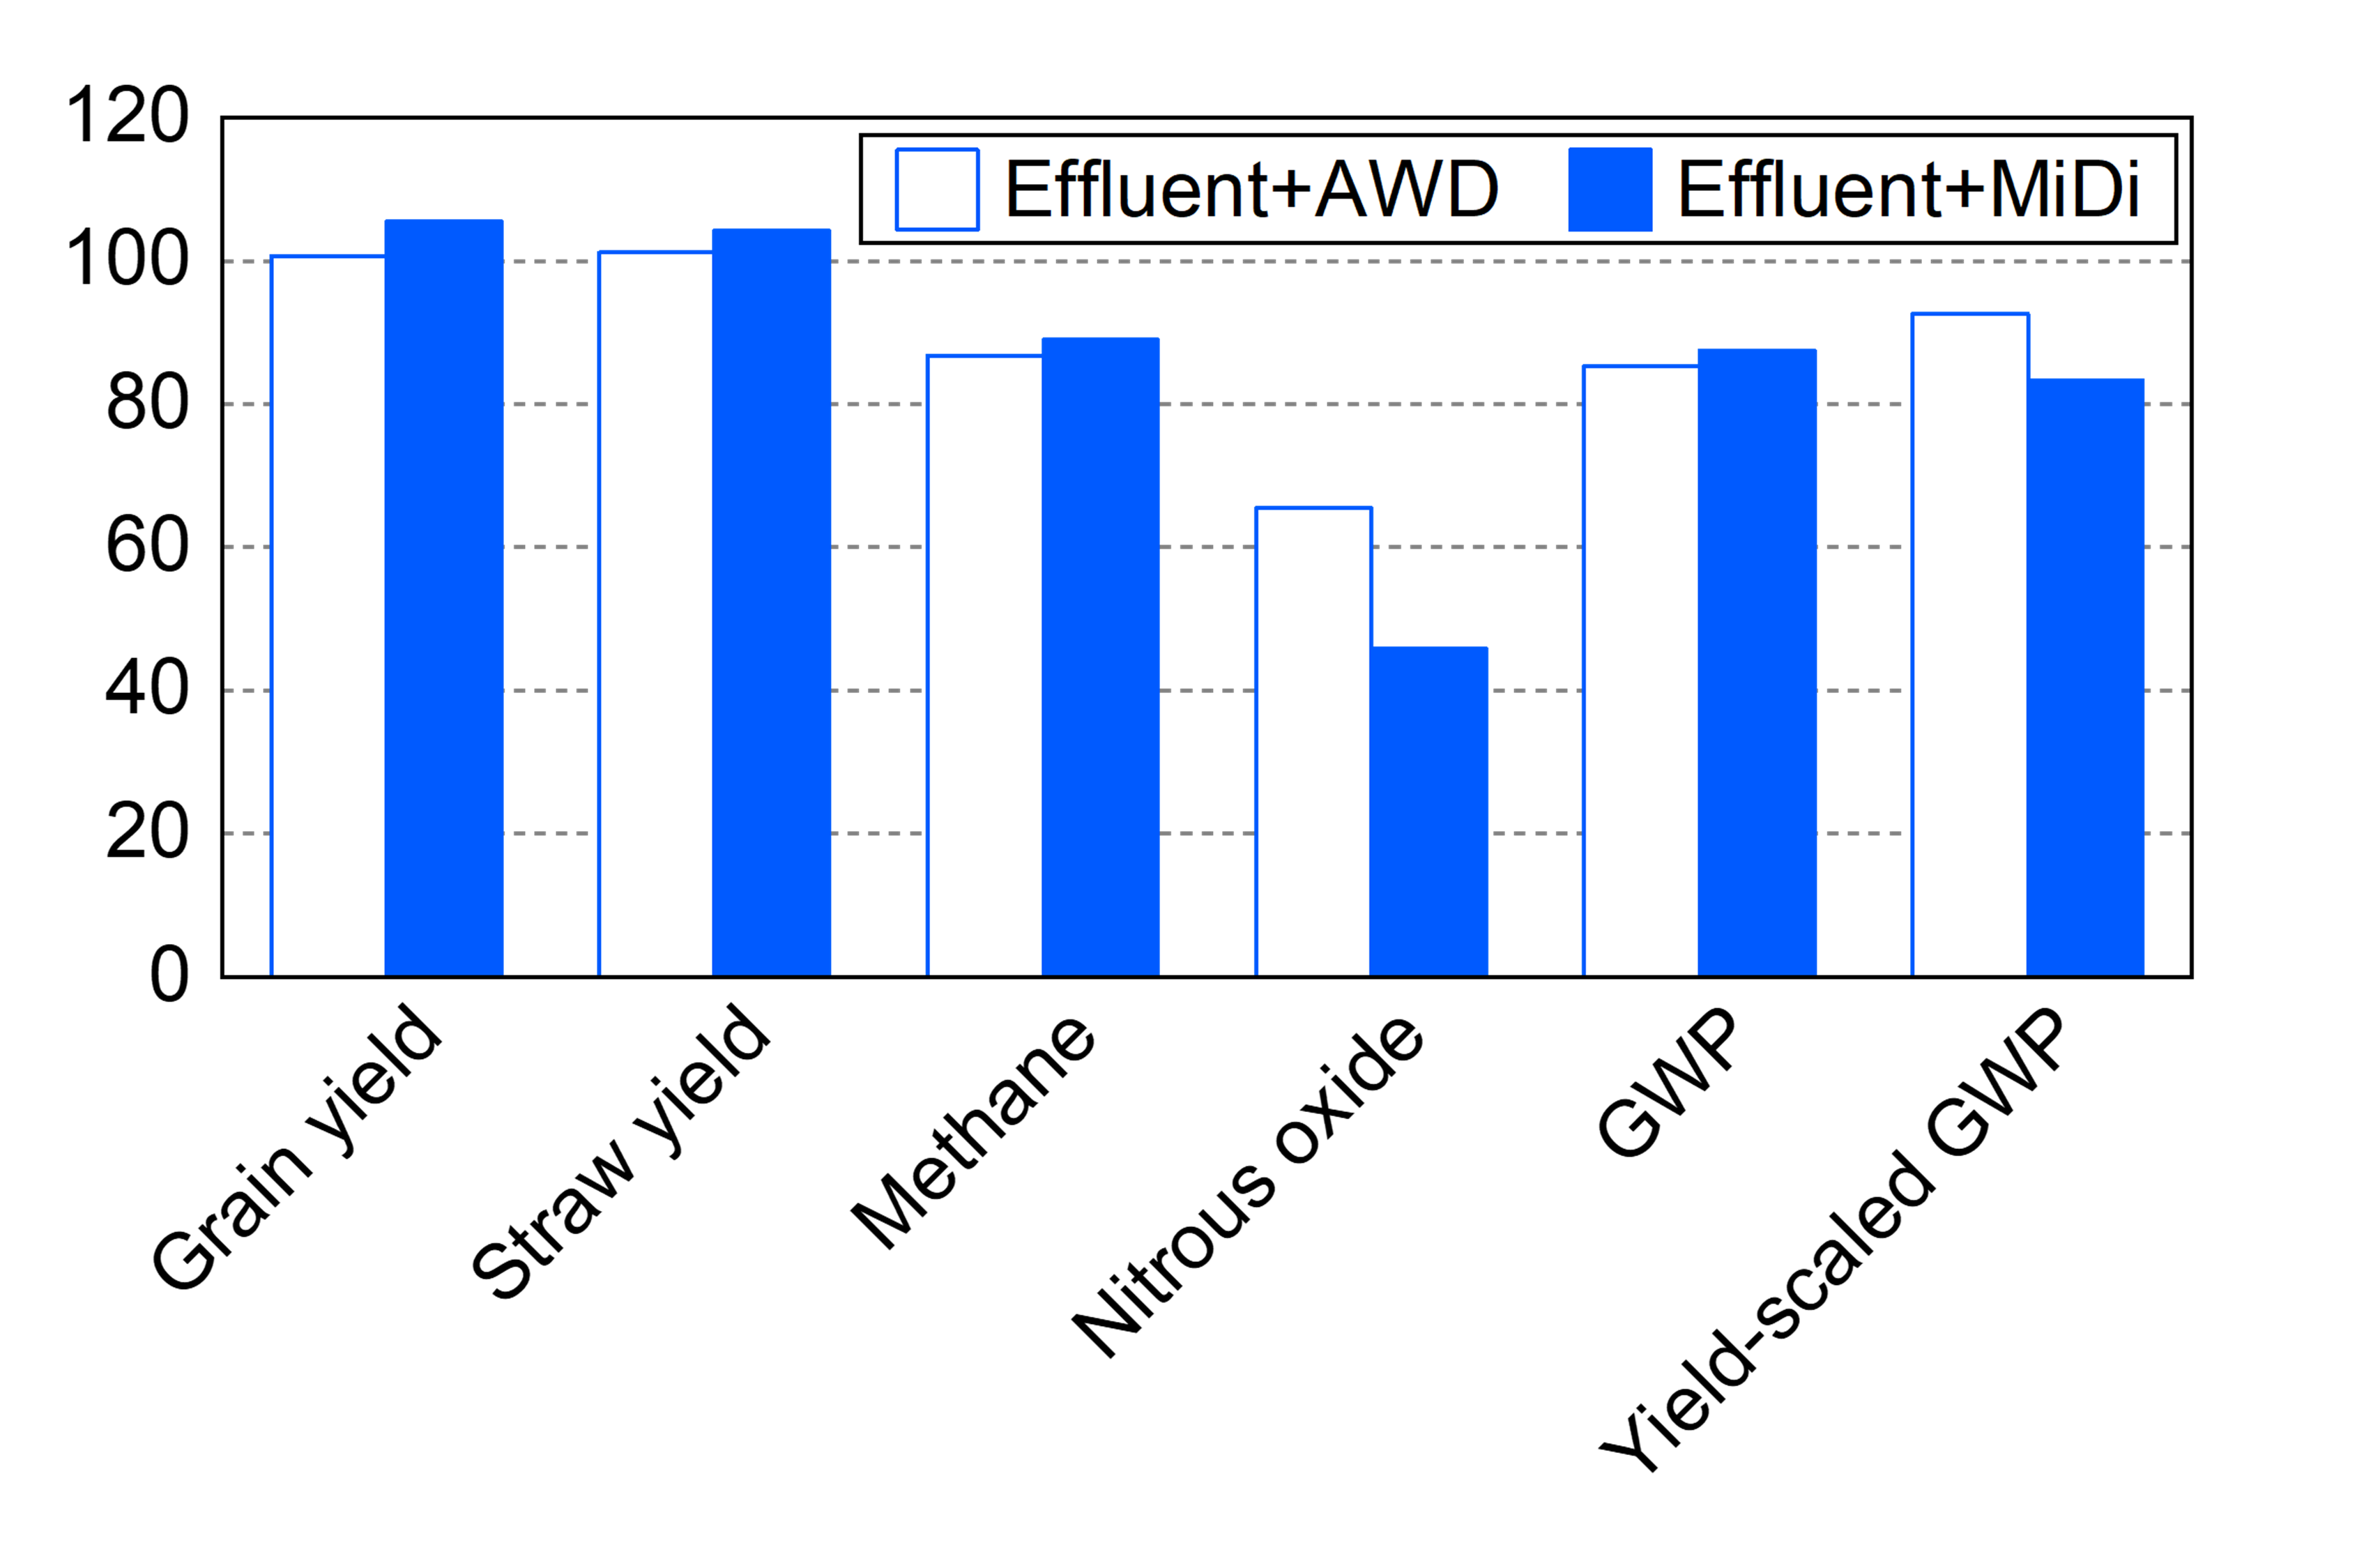 120
100
80
60
40
20
0
Effluent+AWD
Effluent+MiDi
Grain yield
Straw yield
Methane
Nitrous oxide
GWP
Yield-scaled GWP